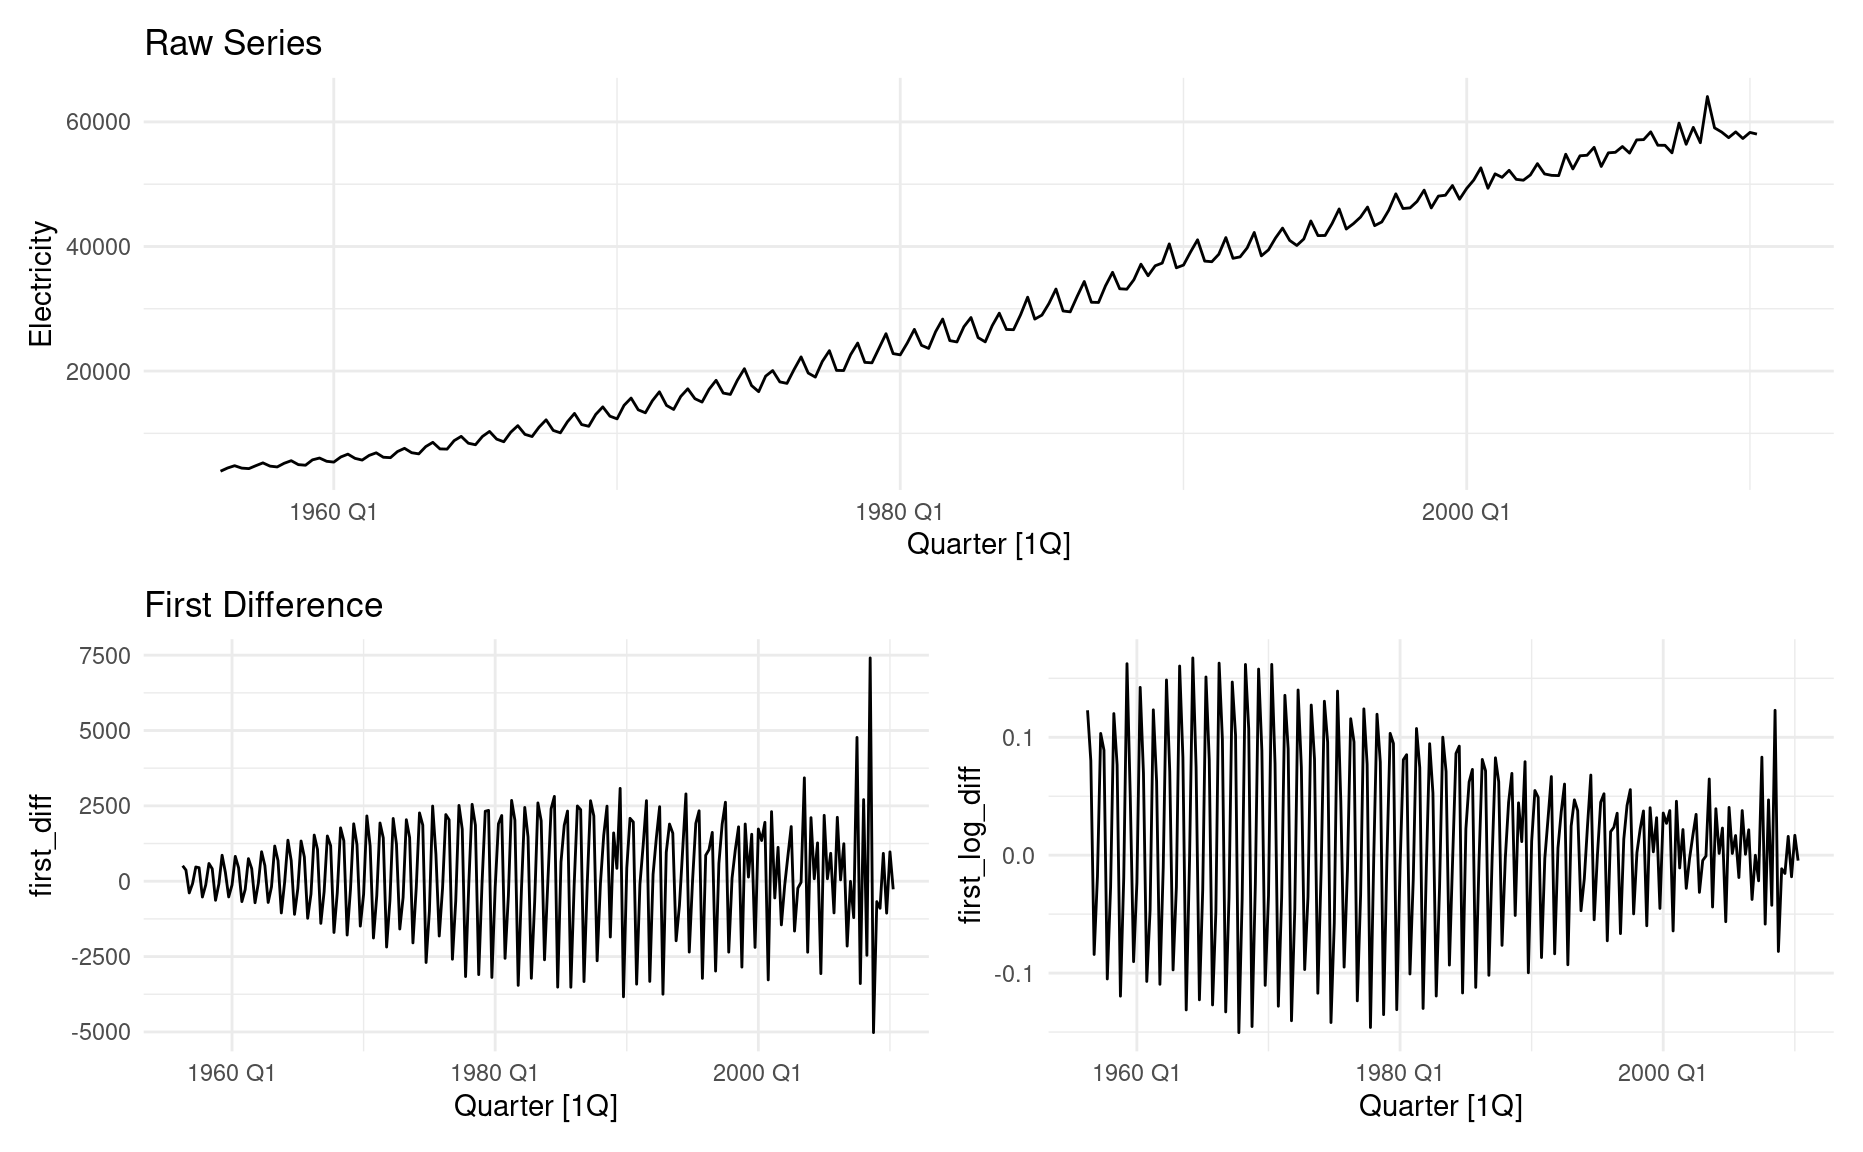 Raw Series
60000
40000
20000
Electricity
1960 Q1 1980 Q1 2000 Q1
Quarter [1Q]
First Difference
7500
5000
2500
0
-2500
-5000
first_diff
1960 Q1 1980 Q1 2000 Q1
Quarter [1Q]
0.1
0.0
-0.1
first_log_diff
1960 Q1 1980 Q1 2000 Q1
Quarter [1Q]